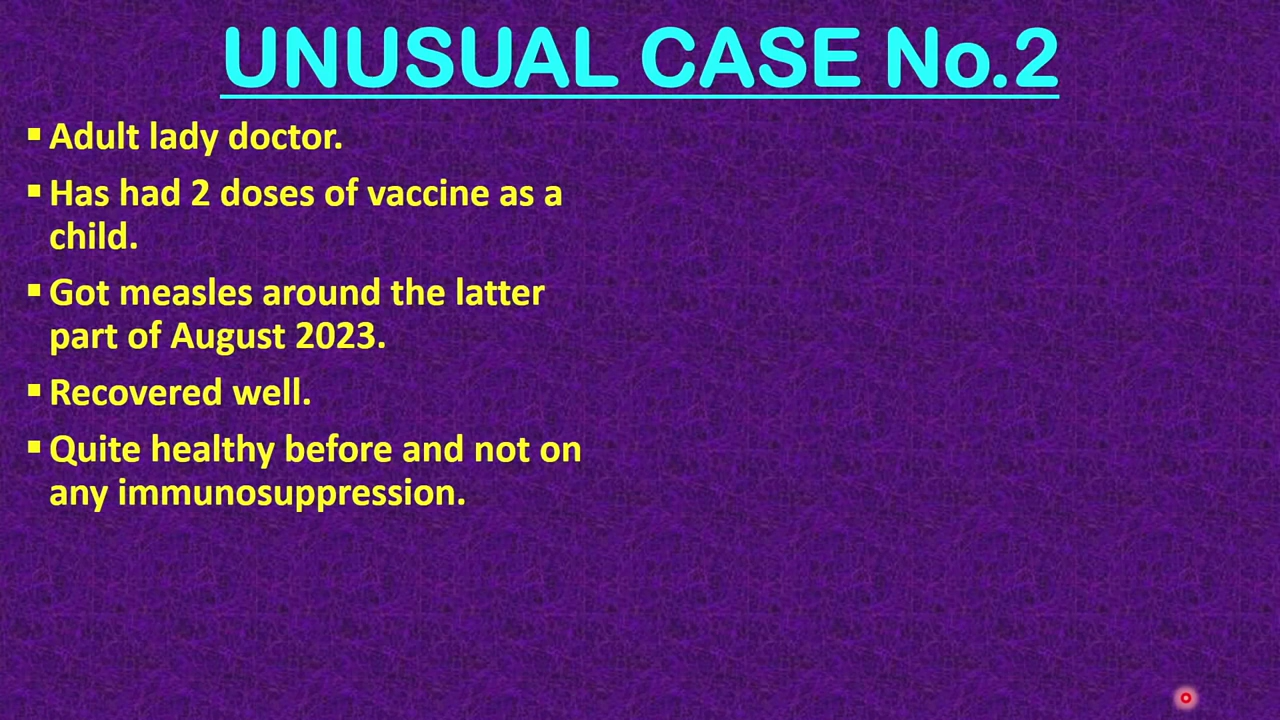 UNUSUAL CASE No.2
▪ Adult lady doctor.
▪ Has had 2 doses of vaccine as a
child.
▪ Got measles around the latter
part of August 2023.
▪ Recovered well.
▪ Quite healthy before and not on
any immunosuppression.